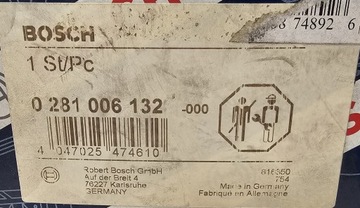 BOSCH
74892 6
1 St/Pc
0 281 006 132 -000
4 047025 474610
Robert Bosch GmbH
Auf der Breit 4
76227 Karlsruhe
GERMANY
Made in Germany
Fabriqué en Allemagne